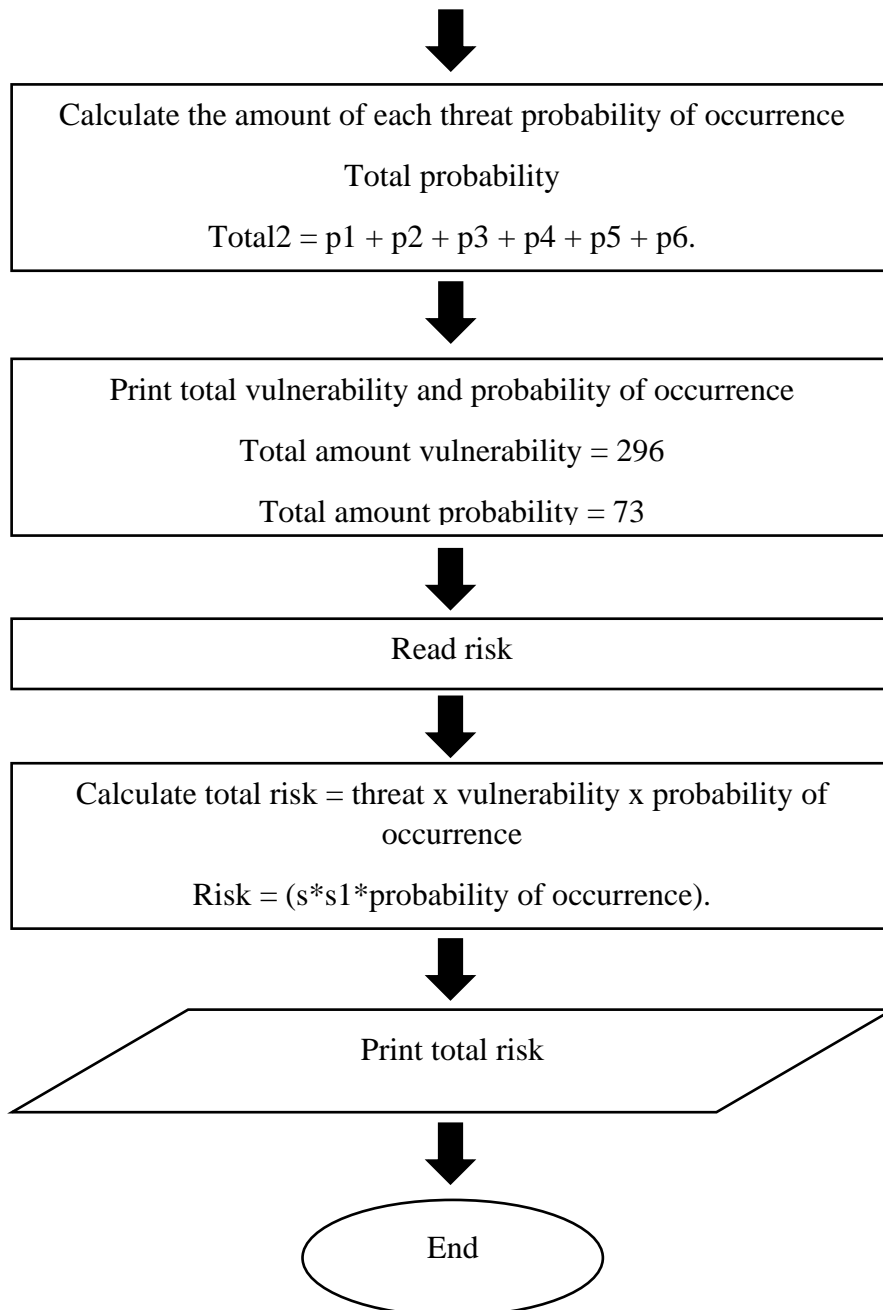 Calculate the amount of each threat probability of occurrence
Total probability
Total2 = p1 + p2 + p3 + p4 + p5 + p6.
Print total vulnerability and probability of occurrence
Total amount vulnerability = 296
Total amount probability = 73
Read risk
Calculate total risk = threat x vulnerability x probability of
occurrence
Risk = (s*s1*probability of occurrence).
Print total risk
End